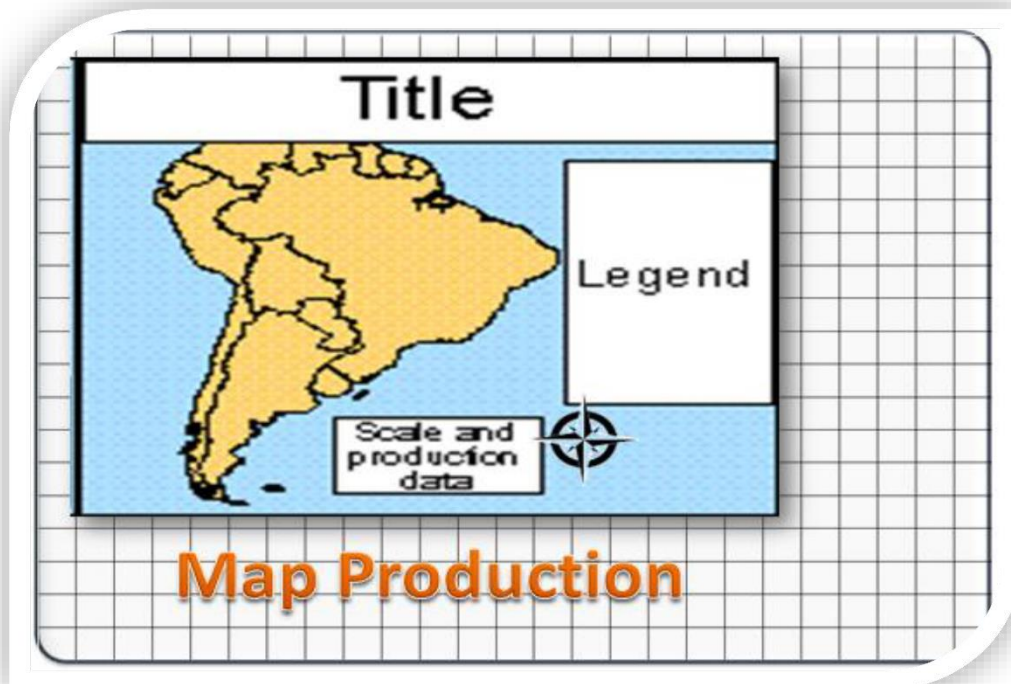 Title
Legend
Scale and
production
data
Map Production